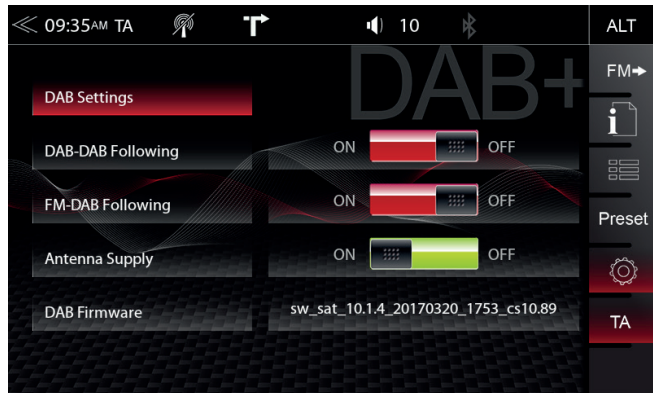 09:35AM TA 10 ALT
DAB+
FM
DAB Settings
i
DAB-DAB Following ON OFF
FM-DAB Following ON OFF
Preset
Antenna Supply ON OFF
DAB Firmware sw_sat_10.1.4_20170320_1753_cs10.89
TA